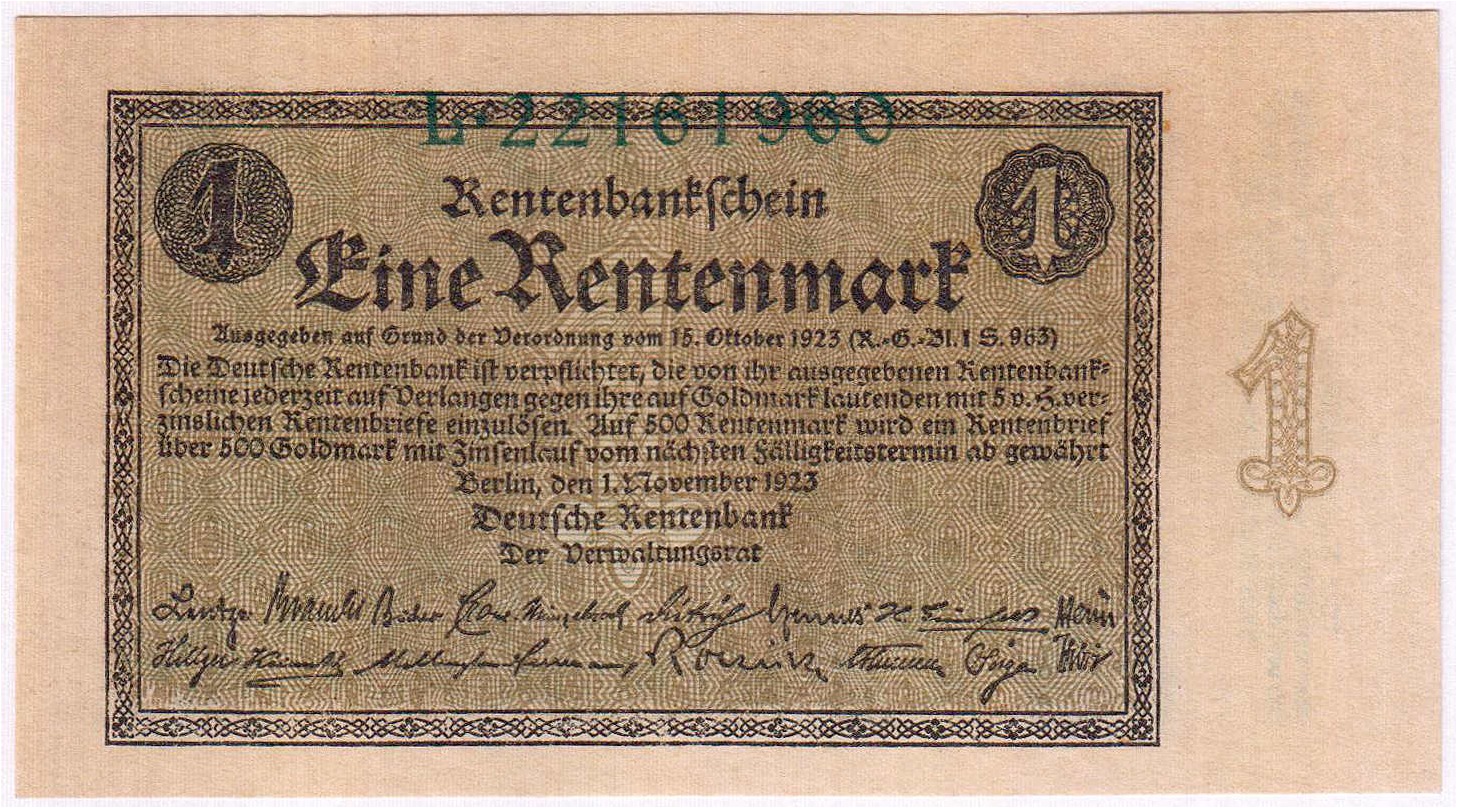 L·22161960
1 1
Rentenbankschein
Eine Rentenmark
Ausgegeben auf Grund der Verordnung vom 15. Oktober 1923 (R.-G.-Bl. I S. 963)
Die Deutsche Rentenbank ist verpflichtet, die von ihr ausgegebenen Rentenbank-
scheine jederzeit auf Verlangen gegen ihre auf Goldmark lautenden mit 5 v. H. ver-
zinslichen Rentenbriefe einzulösen. Auf 500 Rentenmark wird ein Rentenbrief
über 500 Goldmark mit Zinsenlauf vom nächsten Fälligkeitstermin ab gewährt
1
Berlin, den 1. November 1923
Deutsche Rentenbank
Der Verwaltungsrat
Lentze